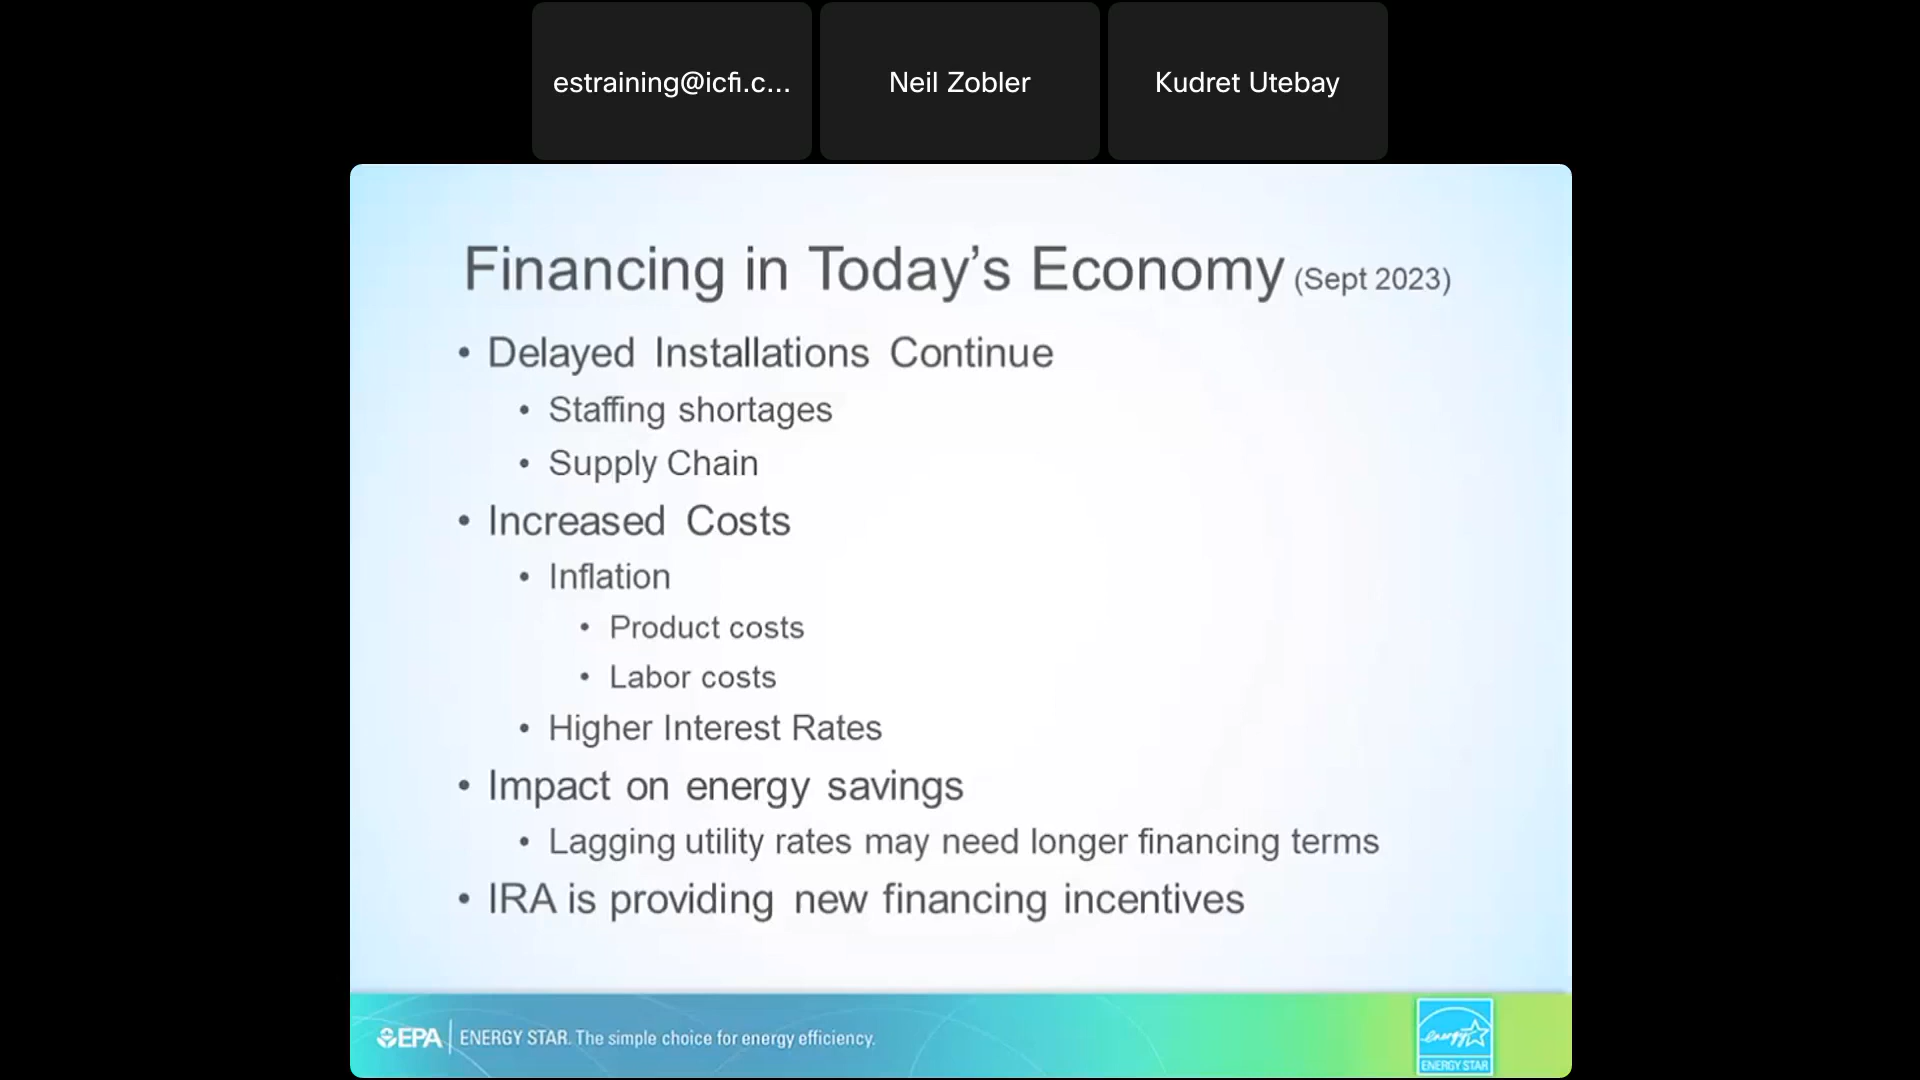 estraining@icfi.c...
Neil Zobler
Kudret Utebay
Financing in Today’s Economy (Sept 2023)
• Delayed Installations Continue
• Staffing shortages
• Supply Chain
• Increased Costs
• Inflation
• Product costs
• Labor costs
• Higher Interest Rates
• Impact on energy savings
• Lagging utility rates may need longer financing terms
• IRA is providing new financing incentives
EPA
ENERGY STAR. The simple choice for energy efficiency.
energy
ENERGY STAR